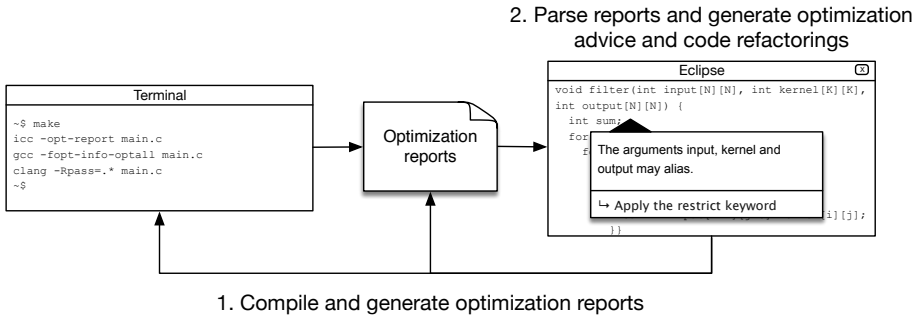 2. Parse reports and generate optimization
advice and code refactorings
Terminal
~$ make
icc -opt-report main.c
gcc -fopt-info-optall main.c
clang -Rpass=.* main.c
~$
Optimization
reports
Eclipse
x
void filter(int input[N][N], int kernel[K][K],
int output[N][N]) {
int sum;
for
f
The arguments input, kernel and
output may alias.
↳ Apply the restrict keyword
[i][j];
}}
1. Compile and generate optimization reports